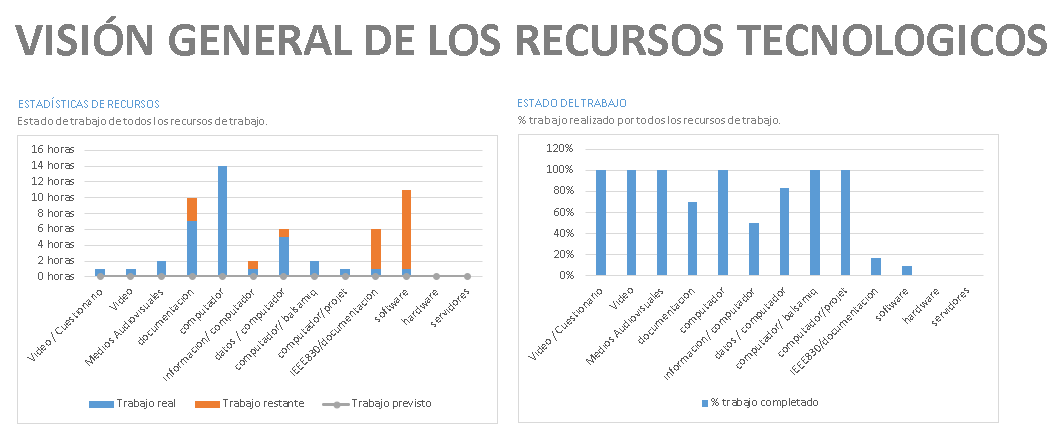 VISIÓN GENERAL DE LOS RECURSOS TECNOLOGICOS
ESTADÍSTICAS DE RECURSOS
Estado de trabajo de todos los recursos de trabajo.
16 horas
14 horas
12 horas
10 horas
8 horas
6 horas
4 horas
2 horas
0 horas
Video / Cuestionario
Video
Medios Audiovisuales
documentacion
computador
informacion/ computador
datos / computador
computador/ balsamiq
computador/projet
IEEE830/documentacion
software
hardware
servidores
Trabajo real
Trabajo restante
Trabajo previsto
ESTADO DEL TRABAJO
% trabajo realizado por todos los recursos de trabajo.
120%
100%
80%
60%
40%
20%
0%
Video / Cuestionario
Video
Medios Audiovisuales
documentacion
computador
informacion/ computador
datos / computador
computador/ balsamiq
computador/projet
IEEE830/documentacion
software
hardware
servidores
% trabajo completado